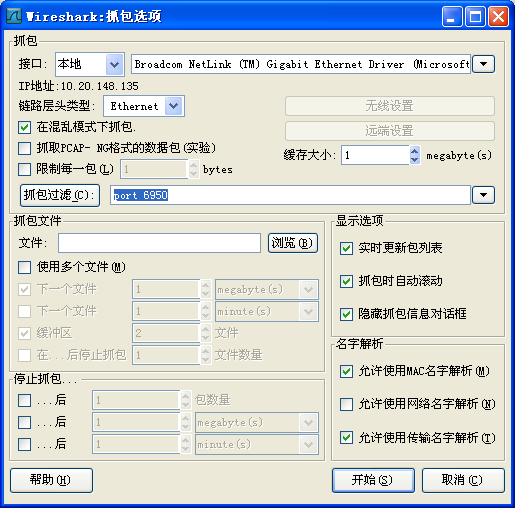 Wireshark:抓包选项
抓包
接口: 本地 Broadcom NetLink (TM) Gigabit Ethernet Driver (Microsoft
IP地址:10.20.148.135
链路层头类型: Ethernet 无线设置
远端设置
在混乱模式下抓包.
抓取PCAP- NG格式的数据包(实验)
缓存大小: 1 megabyte(s)
限制每一包(L) 1 bytes
抓包过滤(C): port 6950
抓包文件
文件: 浏览(B)
使用多个文件(M)
下一个文件 1 megabyte(s)
下一个文件 1 minute(s)
缓冲区 2 文件
在...后停止抓包 1 文件数量
停止抓包...
...后 1 包数量
...后 1 megabyte(s)
...后 1 minute(s)
显示选项
实时更新包列表
抓包时自动滚动
隐藏抓包信息对话框
名字解析
允许使用MAC名字解析(M)
允许使用网络名字解析(N)
允许使用传输名字解析(T)
帮助(H) 开始(S) 取消(C)